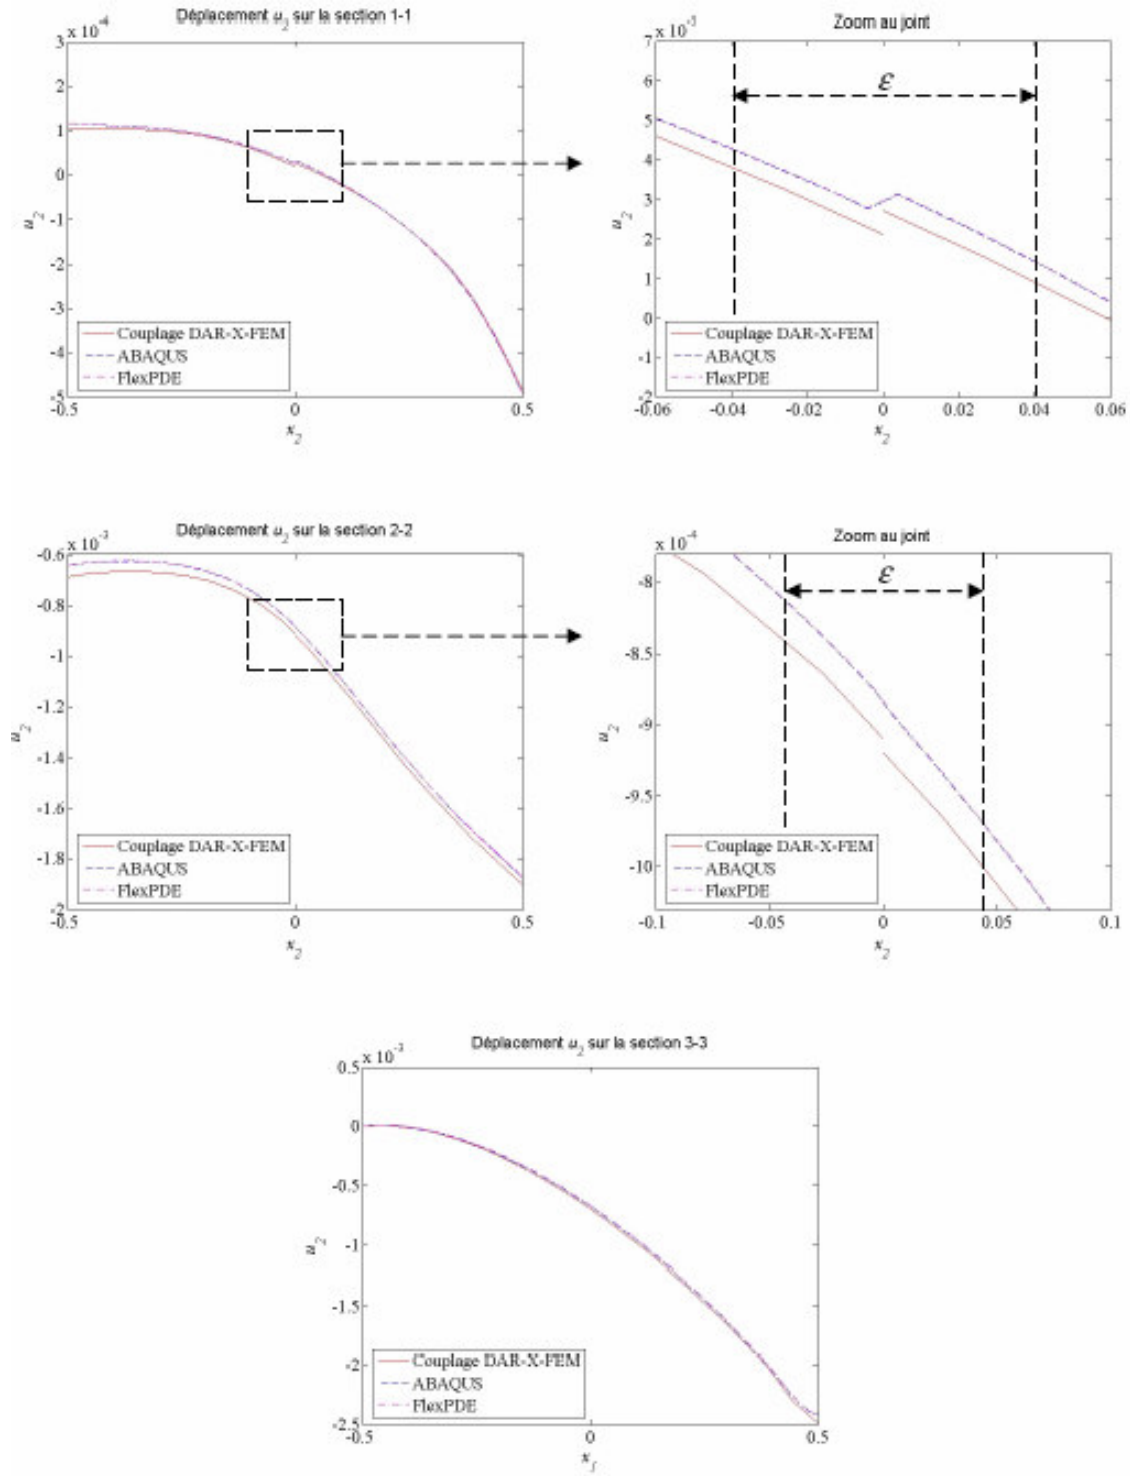 Déplacement u2 sur la section 1-1
3 x 10-4
2
1
0
-1
-2
-3
-4
-5
u2
-0.5
0
0.5
x2
Couplage DAR-X-FEM
ABAQUS
FlexPDE
Zoom au joint
7 x 10-5
6
5
4
3
2
1
0
-1
-2
u2
ε
-0.06
-0.04
-0.02
0
0.02
0.04
0.06
x2
Couplage DAR-X-FEM
ABAQUS
FlexPDE
Déplacement u2 sur la section 2-2
x 10-3
-0.6
-0.8
-1
-1.2
-1.4
-1.6
-1.8
-2
u2
-0.5
0
0.5
x2
Couplage DAR-X-FEM
ABAQUS
FlexPDE
Zoom au joint
x 10-4
-8
-8.5
-9
-9.5
-10
u2
ε
-0.1
-0.05
0
0.05
0.1
x2
Couplage DAR-X-FEM
ABAQUS
FlexPDE
Déplacement u2 sur la section 3-3
0.5 x 10-3
0
-0.5
-1
-1.5
-2
-2.5
u2
-0.5
0
0.5
x1
Couplage DAR-X-FEM
ABAQUS
FlexPDE